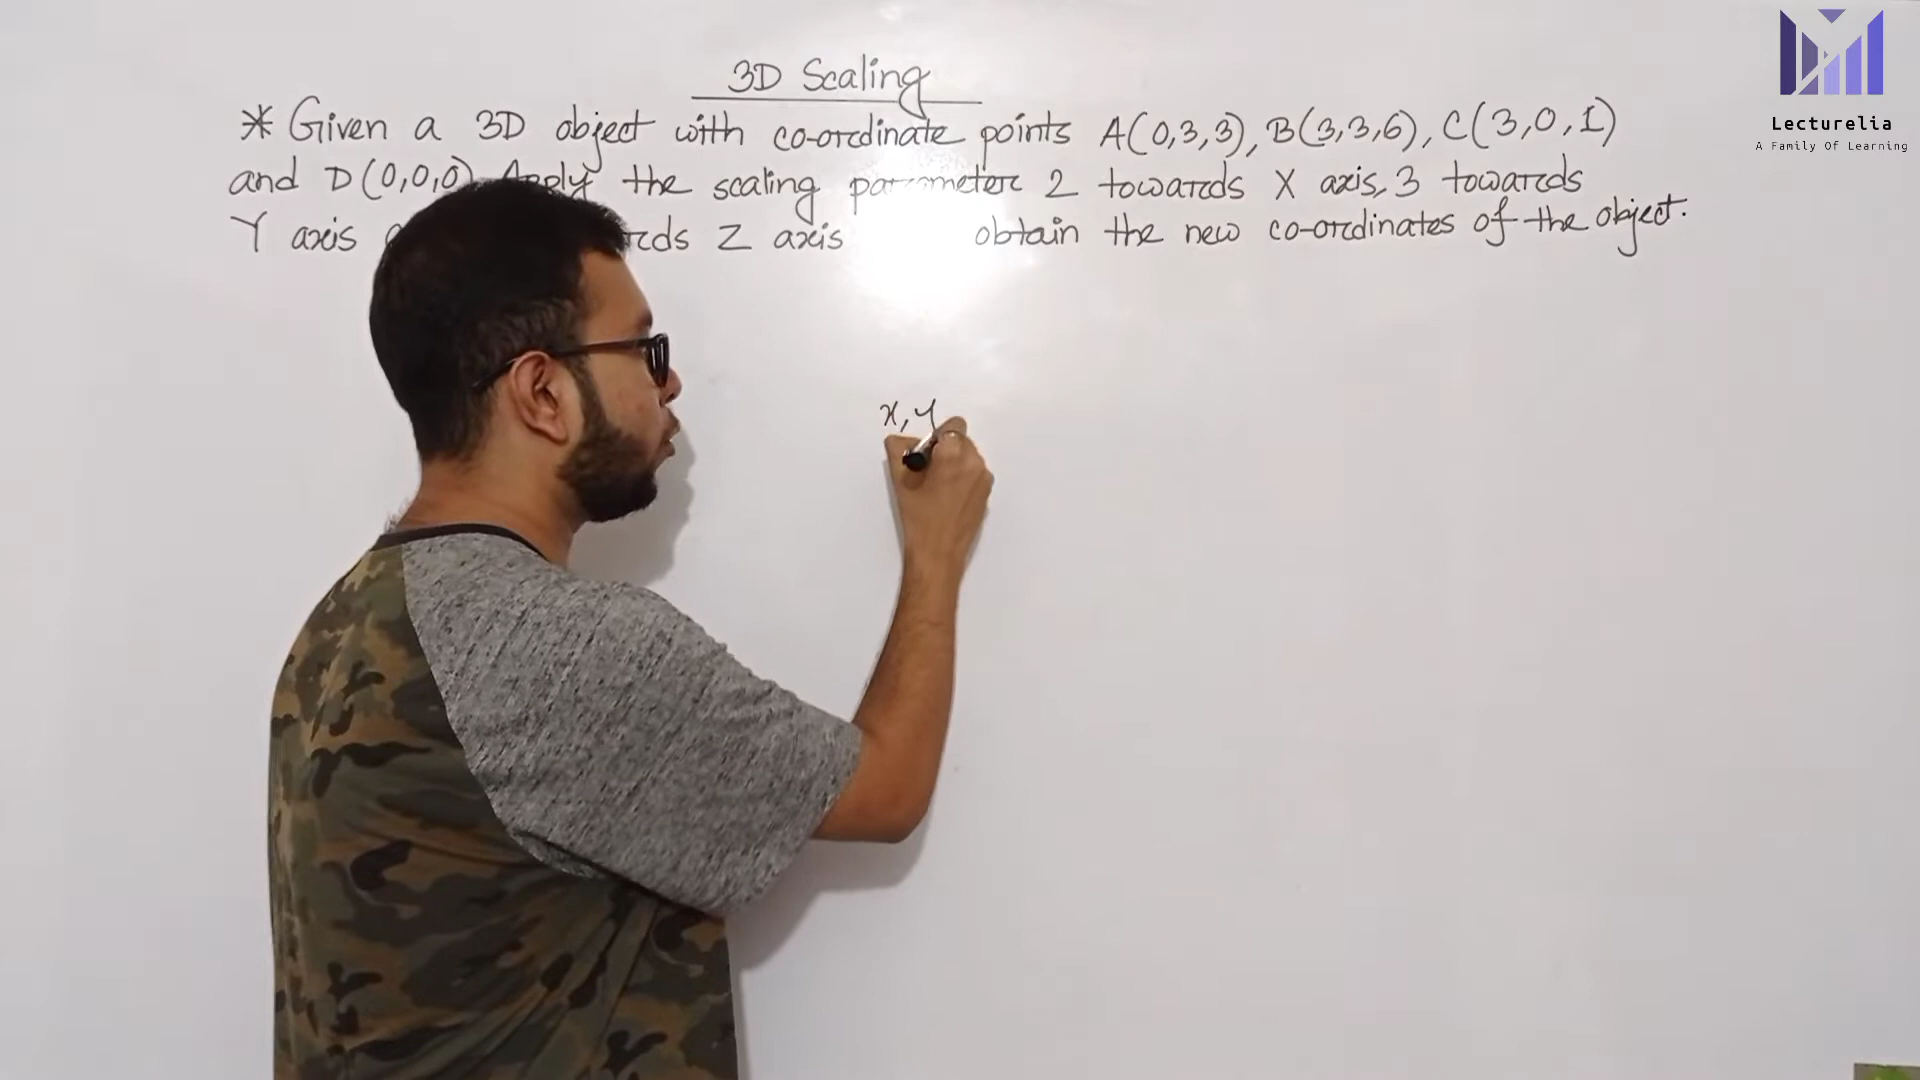 3D Scaling
* Given a 3D object with co-ordinate points A(0,3,3), B(3,3,6), C(3,0,1)
and D(0,0,0) Apply the scaling parameter 2 towards X axis, 3 towards
Y axis Z axis obtain the new co-ordinates of the object.
x, y
Lecturelia
A Family Of Learning